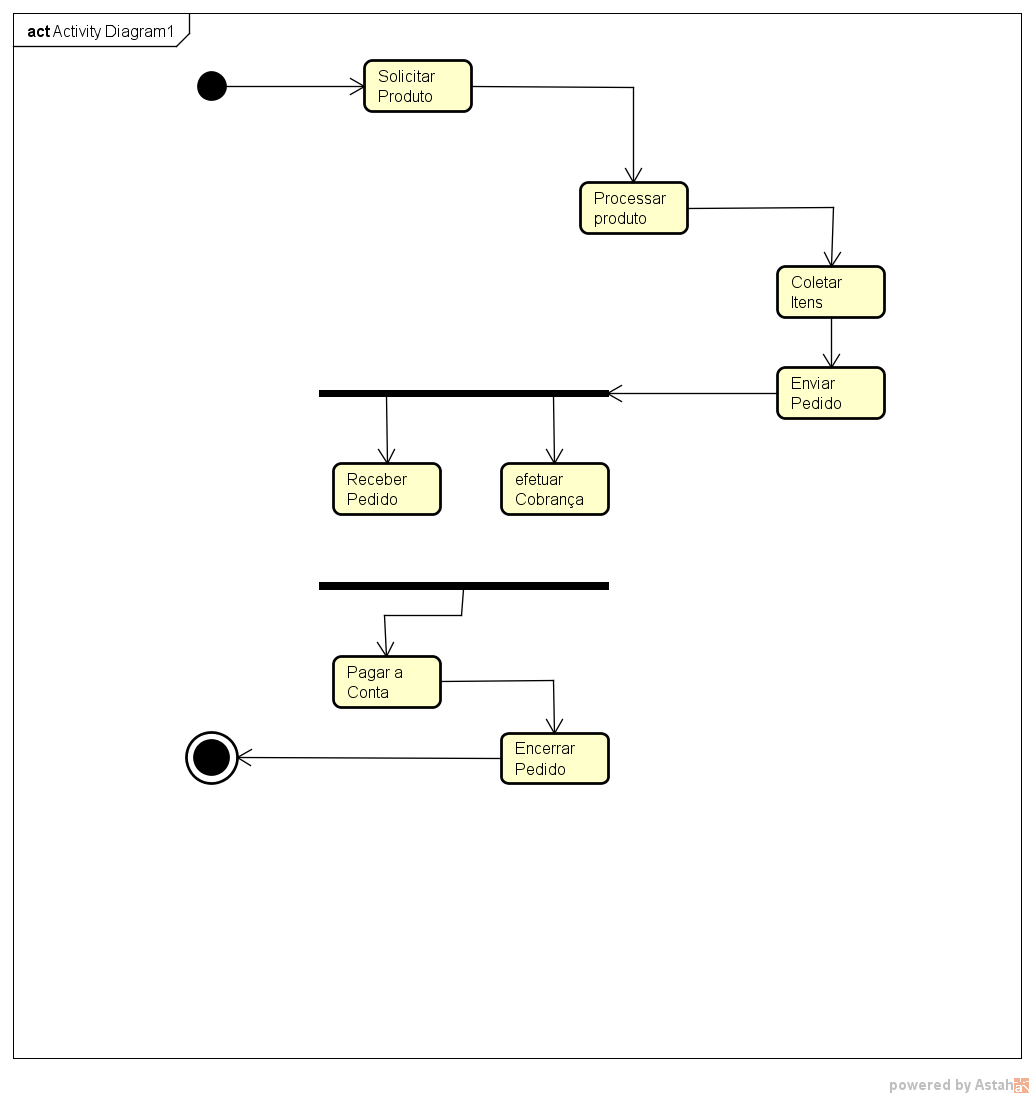 act Activity Diagram1
Solicitar
Produto
Processar
produto
Coletar
Itens
Enviar
Pedido
Receber
Pedido
efetuar
Cobrança
Pagar a
Conta
Encerrar
Pedido
powered by Astah